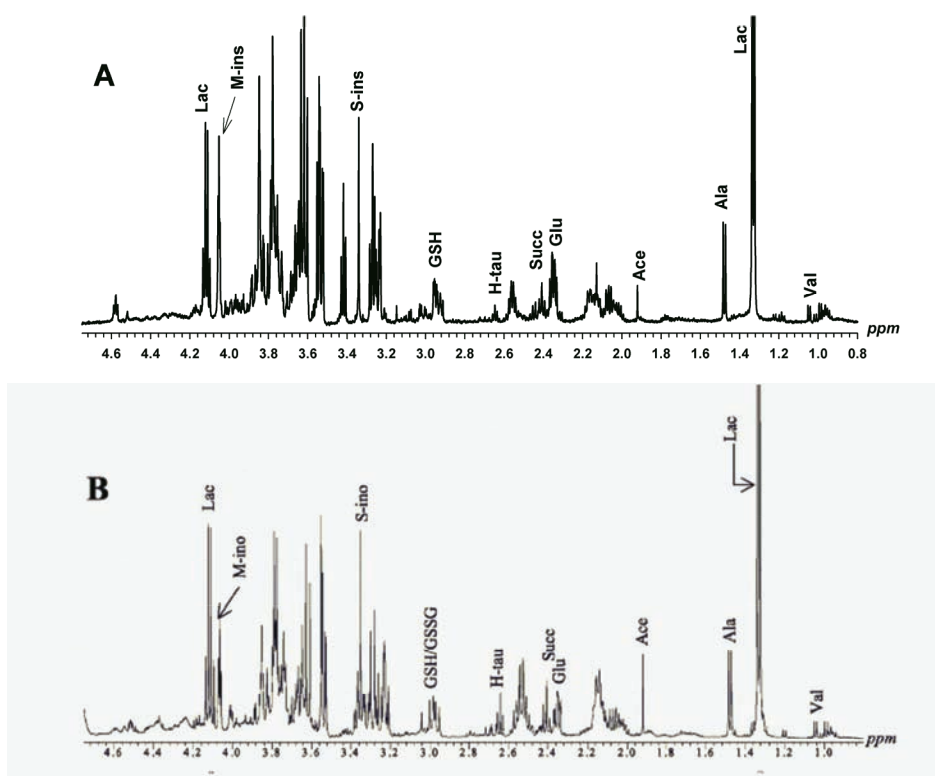 A
Lac
M-ins
S-ins
GSH
H-tau
Succ
Glu
Ace
Ala
Lac
Val
4.6 4.4 4.2 4.0 3.8 3.6 3.4 3.2 3.0 2.8 2.6 2.4 2.2 2.0 1.8 1.6 1.4 1.2 1.0 0.8 ppm
B
Lac
M-ino
S-ino
GSH/GSSG
H-tau
Succ
Glu
Ace
Ala
Lac
Val
4.6 4.4 4.2 4.0 3.8 3.6 3.4 3.2 3.0 2.8 2.6 2.4 2.2 2.0 1.8 1.6 1.4 1.2 1.0 ppm